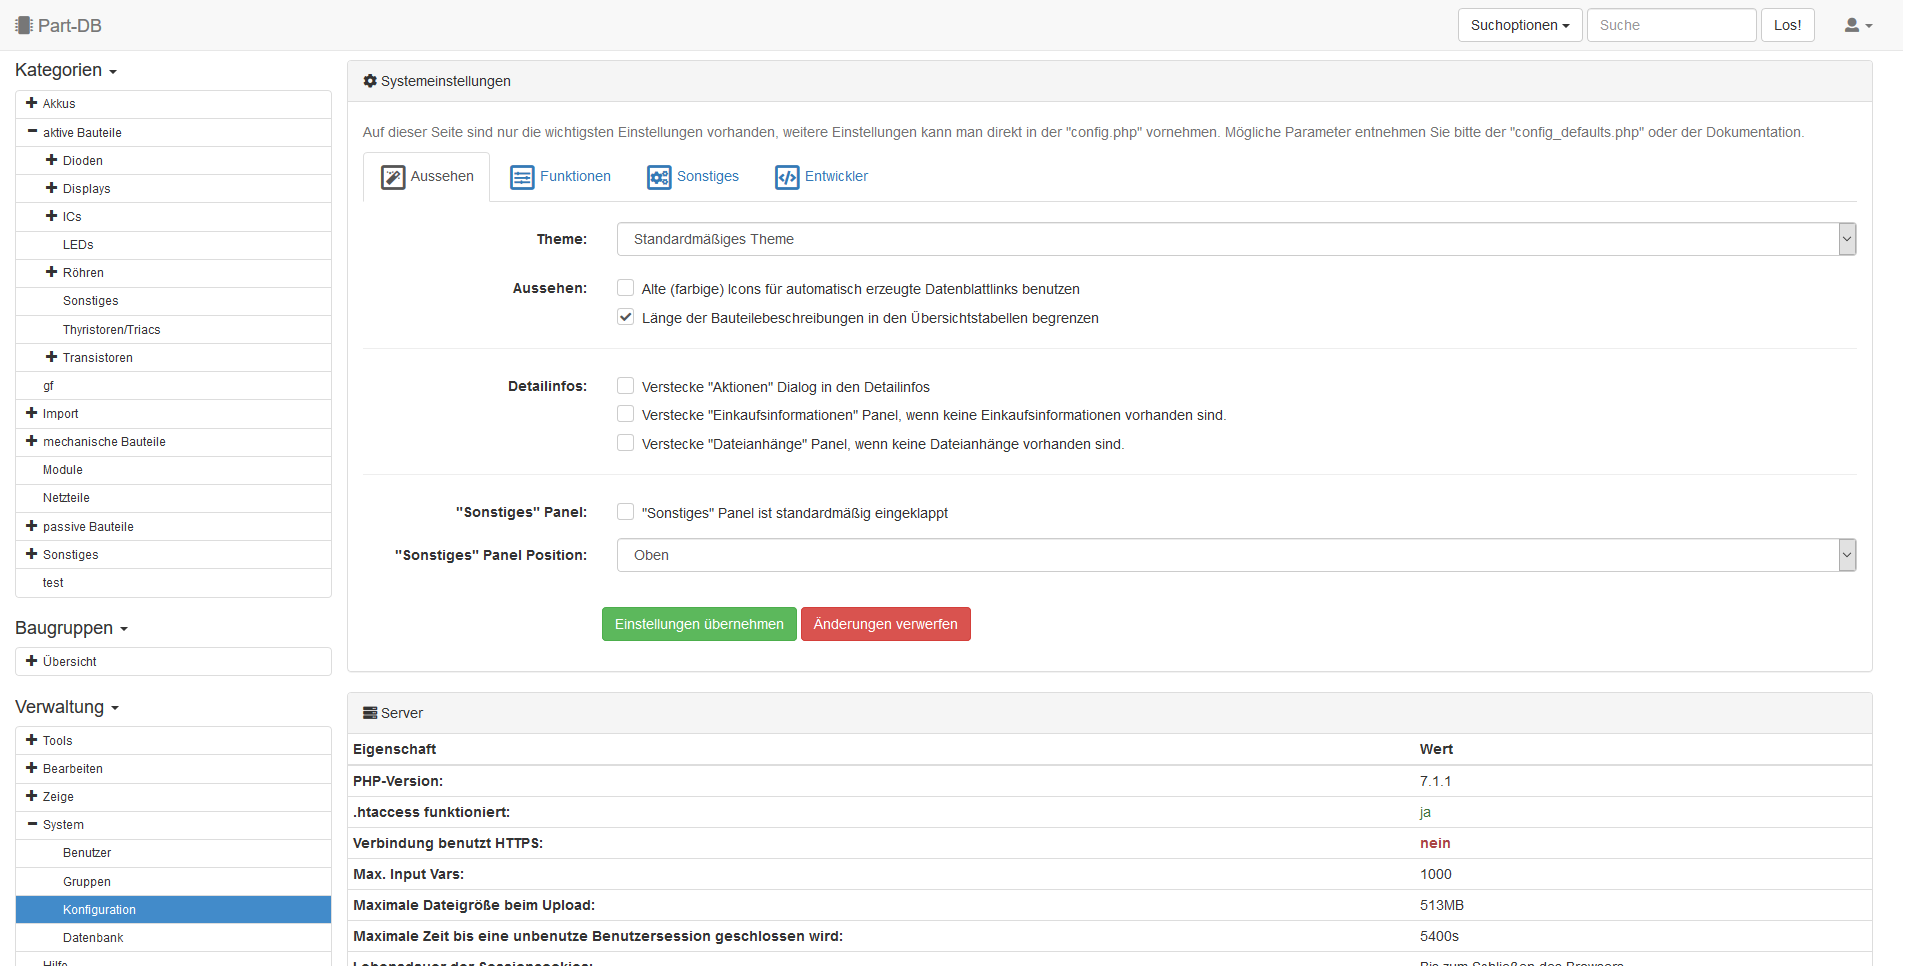 Part-DB
Suchoptionen
Suche
Los!
Kategorien
Akkus
aktive Bauteile
Dioden
Displays
ICs
LEDs
Röhren
Sonstiges
Thyristoren/Triacs
Transistoren
gf
Import
mechanische Bauteile
Module
Netzteile
passive Bauteile
Sonstiges
test
Baugruppen
Übersicht
Verwaltung
Tools
Bearbeiten
Zeige
System
Benutzer
Gruppen
Konfiguration
Datenbank
Hilfe
Systemeinstellungen
Auf dieser Seite sind nur die wichtigsten Einstellungen vorhanden, weitere Einstellungen kann man direkt in der "config.php" vornehmen. Mögliche Parameter entnehmen Sie bitte der "config_defaults.php" oder der Dokumentation.
Aussehen Funktionen Sonstiges Entwickler
Theme: Standardmäßiges Theme
Aussehen: Alte (farbige) Icons für automatisch erzeugte Datenblattlinks benutzen
Länge der Bauteilebeschreibungen in den Übersichtstabellen begrenzen
Detailinfos: Verstecke "Aktionen" Dialog in den Detailinfos
Verstecke "Einkaufsinformationen" Panel, wenn keine Einkaufsinformationen vorhanden sind.
Verstecke "Dateianhänge" Panel, wenn keine Dateianhänge vorhanden sind.
"Sonstiges" Panel: "Sonstiges" Panel ist standardmäßig eingeklappt
"Sonstiges" Panel Position: Oben
Einstellungen übernehmen Änderungen verwerfen
Server
Eigenschaft Wert
PHP-Version: 7.1.1
.htaccess funktioniert: ja
Verbindung benutzt HTTPS: nein
Max. Input Vars: 1000
Maximale Dateigröße beim Upload: 513MB
Maximale Zeit bis eine unbenutze Benutzersession geschlossen wird: 5400s
Lebensdauer der Sessioncookies: Bis zum Schließen des Browsers